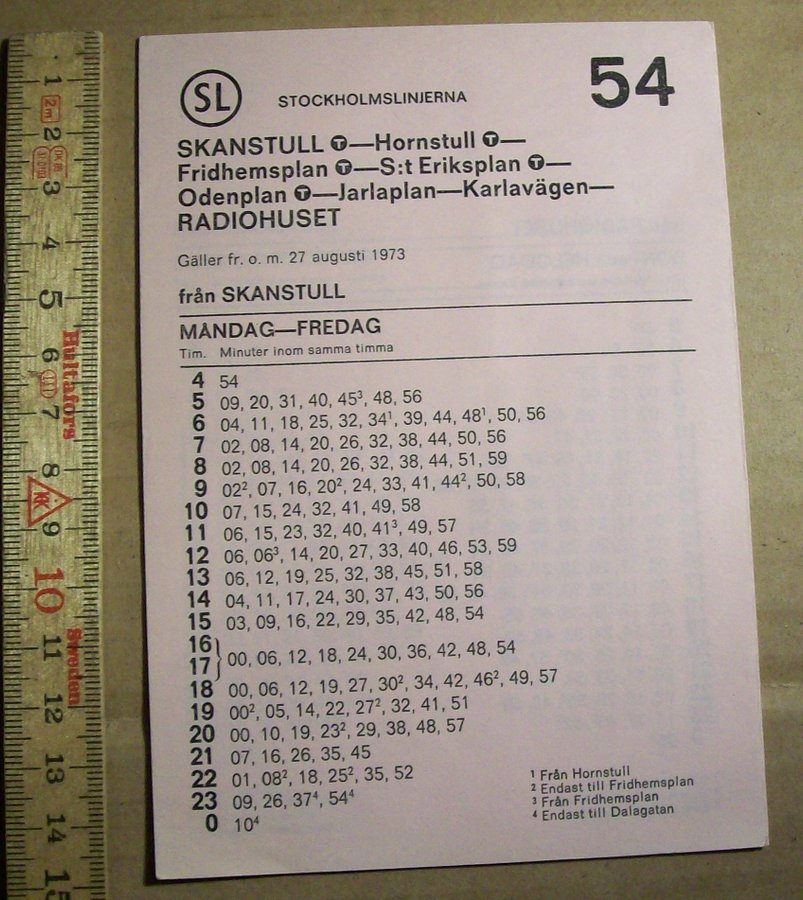 SL
STOCKHOLMSLINJERNA
54
SKANSTULL T—Hornstull T—
Fridhemsplan T—S:t Eriksplan T—
Odenplan T—Jarlaplan—Karlavägen—
RADIOHUSET
Gäller fr. o. m. 27 augusti 1973
från SKANSTULL
MÅNDAG—FREDAG
Tim. Minuter inom samma timma
4 54
5 09, 20, 31, 40, 45³, 48, 56
6 04, 11, 18, 25, 32, 34¹, 39, 44, 48¹, 50, 56
7 02, 08, 14, 20, 26, 32, 38, 44, 50, 56
8 02, 08, 14, 20, 26, 32, 38, 44, 51, 59
9 02², 07, 16, 20², 24, 33, 41, 44², 50, 58
10 07, 15, 24, 32, 41, 49, 58
11 06, 15, 23, 32, 40, 41³, 49, 57
12 06, 06³, 14, 20, 27, 33, 40, 46, 53, 59
13 06, 12, 19, 25, 32, 38, 45, 51, 58
14 04, 11, 17, 24, 30, 37, 43, 50, 56
15 03, 09, 16, 22, 29, 35, 42, 48, 54
16
17 } 00, 06, 12, 18, 24, 30, 36, 42, 48, 54
18 00, 06, 12, 19, 27, 30², 34, 42, 46², 49, 57
19 00², 05, 14, 22, 27², 32, 41, 51
20 00, 10, 19, 23², 29, 38, 48, 57
21 07, 16, 26, 35, 45
22 01, 08², 18, 25², 35, 52
23 09, 26, 37⁴, 54⁴
0 10⁴
¹ Från Hornstull
² Endast till Fridhemsplan
³ Från Fridhemsplan
⁴ Endast till Dalagatan
1
2m
2
3
4
5
6
Hultafors
7
8
9
10
11
Sweden
12
13
14
15